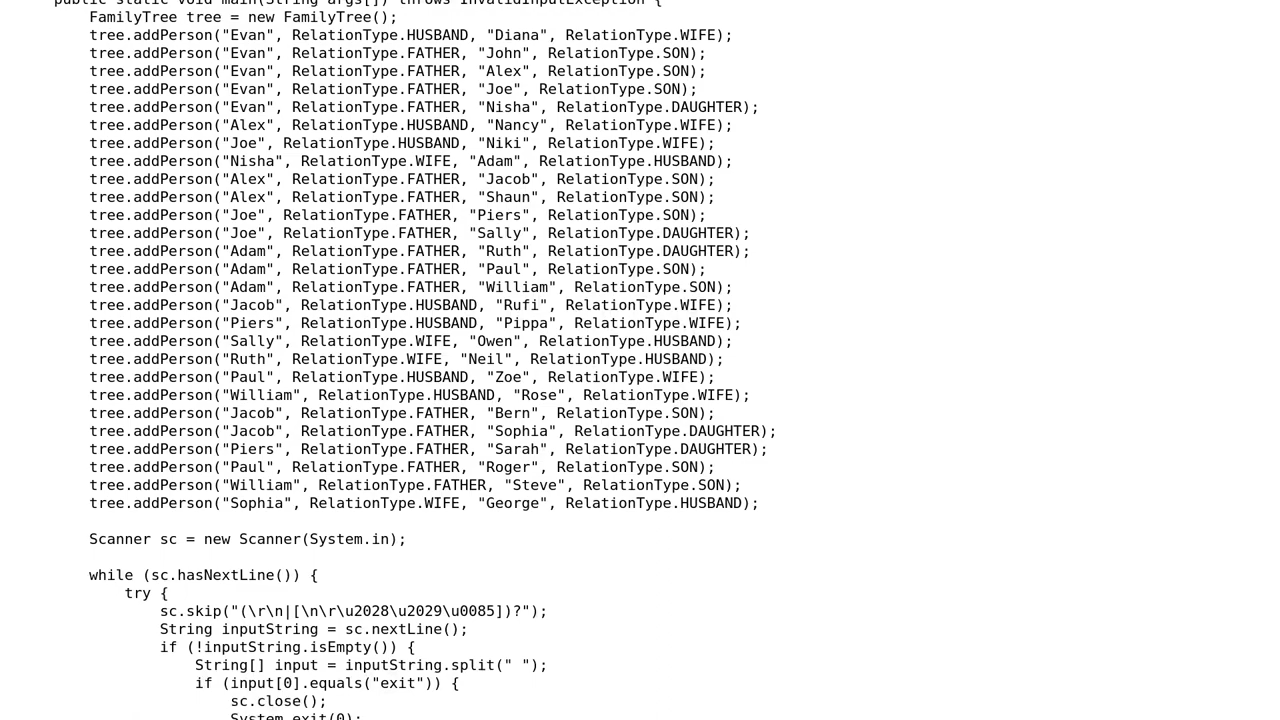 public static void main(String args[]) throws InvalidInputException {
FamilyTree tree = new FamilyTree();
tree.addPerson("Evan", RelationType.HUSBAND, "Diana", RelationType.WIFE);
tree.addPerson("Evan", RelationType.FATHER, "John", RelationType.SON);
tree.addPerson("Evan", RelationType.FATHER, "Alex", RelationType.SON);
tree.addPerson("Evan", RelationType.FATHER, "Joe", RelationType.SON);
tree.addPerson("Evan", RelationType.FATHER, "Nisha", RelationType.DAUGHTER);
tree.addPerson("Alex", RelationType.HUSBAND, "Nancy", RelationType.WIFE);
tree.addPerson("Joe", RelationType.HUSBAND, "Niki", RelationType.WIFE);
tree.addPerson("Nisha", RelationType.WIFE, "Adam", RelationType.HUSBAND);
tree.addPerson("Alex", RelationType.FATHER, "Jacob", RelationType.SON);
tree.addPerson("Alex", RelationType.FATHER, "Shaun", RelationType.SON);
tree.addPerson("Joe", RelationType.FATHER, "Piers", RelationType.SON);
tree.addPerson("Joe", RelationType.FATHER, "Sally", RelationType.DAUGHTER);
tree.addPerson("Adam", RelationType.FATHER, "Ruth", RelationType.DAUGHTER);
tree.addPerson("Adam", RelationType.FATHER, "Paul", RelationType.SON);
tree.addPerson("Adam", RelationType.FATHER, "William", RelationType.SON);
tree.addPerson("Jacob", RelationType.HUSBAND, "Rufi", RelationType.WIFE);
tree.addPerson("Piers", RelationType.HUSBAND, "Pippa", RelationType.WIFE);
tree.addPerson("Sally", RelationType.WIFE, "Owen", RelationType.HUSBAND);
tree.addPerson("Ruth", RelationType.WIFE, "Neil", RelationType.HUSBAND);
tree.addPerson("Paul", RelationType.HUSBAND, "Zoe", RelationType.WIFE);
tree.addPerson("William", RelationType.HUSBAND, "Rose", RelationType.WIFE);
tree.addPerson("Jacob", RelationType.FATHER, "Bern", RelationType.SON);
tree.addPerson("Jacob", RelationType.FATHER, "Sophia", RelationType.DAUGHTER);
tree.addPerson("Piers", RelationType.FATHER, "Sarah", RelationType.DAUGHTER);
tree.addPerson("Paul", RelationType.FATHER, "Roger", RelationType.SON);
tree.addPerson("William", RelationType.FATHER, "Steve", RelationType.SON);
tree.addPerson("Sophia", RelationType.WIFE, "George", RelationType.HUSBAND);
Scanner sc = new Scanner(System.in);
while (sc.hasNextLine()) {
try {
sc.skip("(\r\n|[\n\r\u2028\u2029\u0085])?");
String inputString = sc.nextLine();
if (!inputString.isEmpty()) {
String[] input = inputString.split(" ");
if (input[0].equals("exit")) {
sc.close();
System.exit(0);